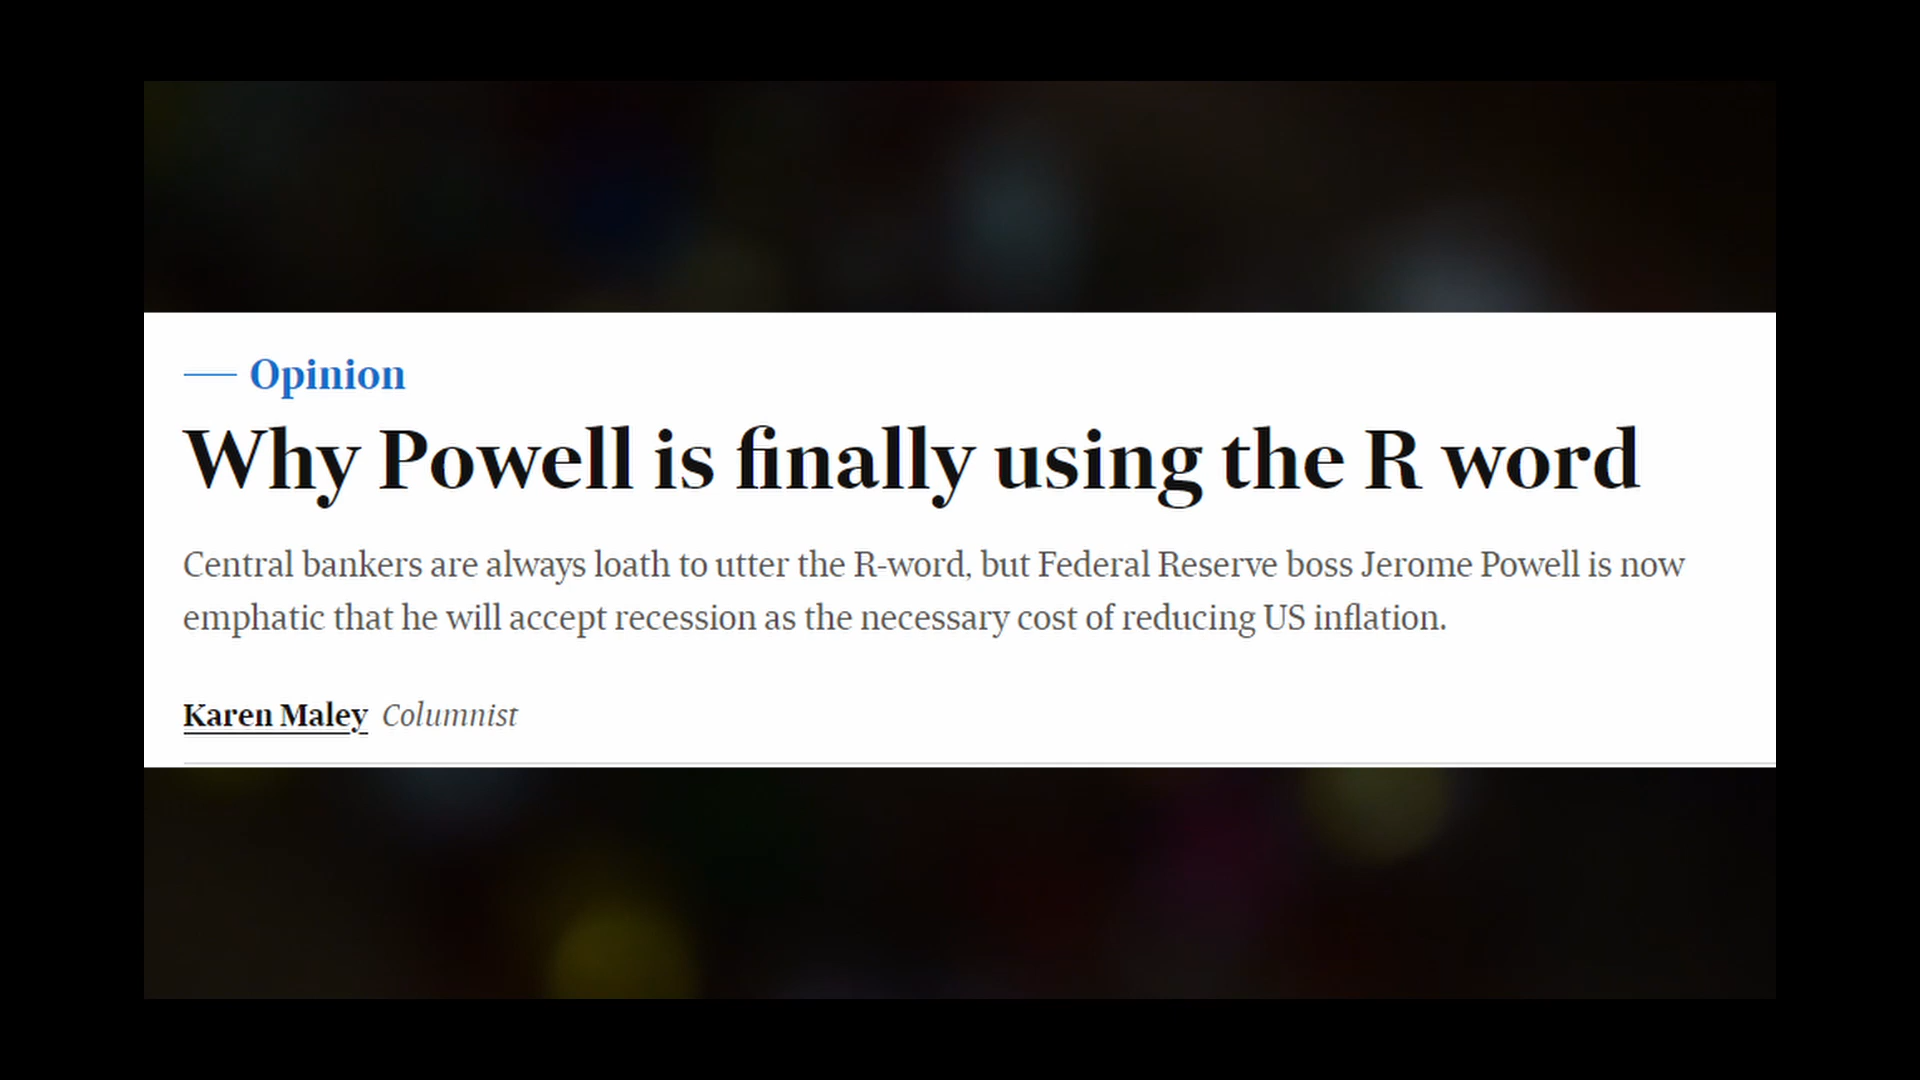 Opinion
Why Powell is finally using the R word
Central bankers are always loath to utter the R-word, but Federal Reserve boss Jerome Powell is now
emphatic that he will accept recession as the necessary cost of reducing US inflation.
Karen Maley Columnist